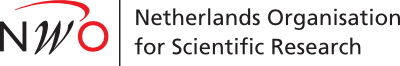 NWO
Netherlands Organisation
for Scientific Research